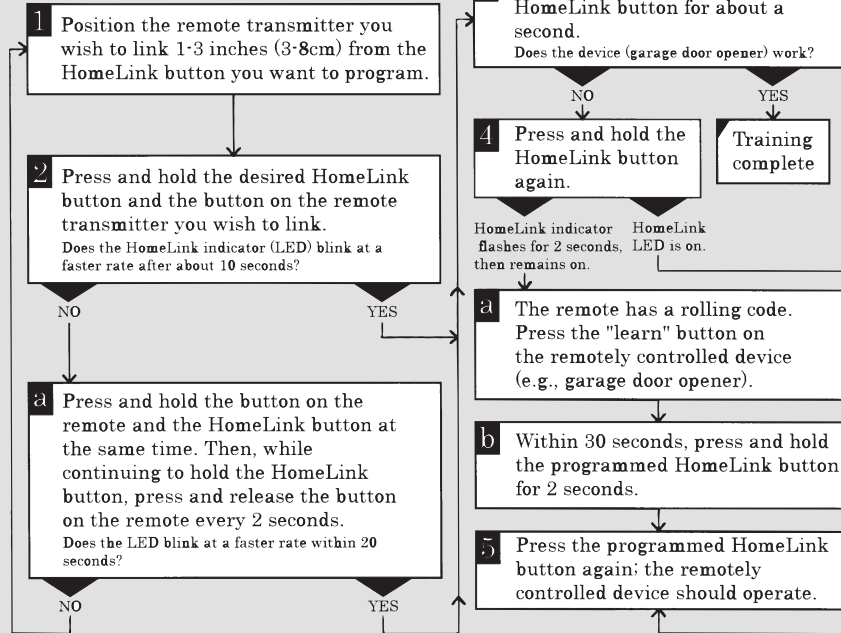 1
Position the remote transmitter you
wish to link 1-3 inches (3-8cm) from the
HomeLink button you want to program.
2
Press and hold the desired HomeLink
button and the button on the remote
transmitter you wish to link.
Does the HomeLink indicator (LED) blink at a
faster rate after about 10 seconds?
NO
YES
a
Press and hold the button on the
remote and the HomeLink button at
the same time. Then, while
continuing to hold the HomeLink
button, press and release the button
on the remote every 2 seconds.
Does the LED blink at a faster rate within 20
seconds?
NO
YES
HomeLink button for about a
second.
Does the device (garage door opener) work?
NO
YES
4
Press and hold the
HomeLink button
again.
Training
complete
HomeLink indicator
flashes for 2 seconds,
then remains on.
HomeLink
LED is on.
a
The remote has a rolling code.
Press the "learn" button on
the remotely controlled device
(e.g., garage door opener).
b
Within 30 seconds, press and hold
the programmed HomeLink button
for 2 seconds.
5
Press the programmed HomeLink
button again; the remotely
controlled device should operate.